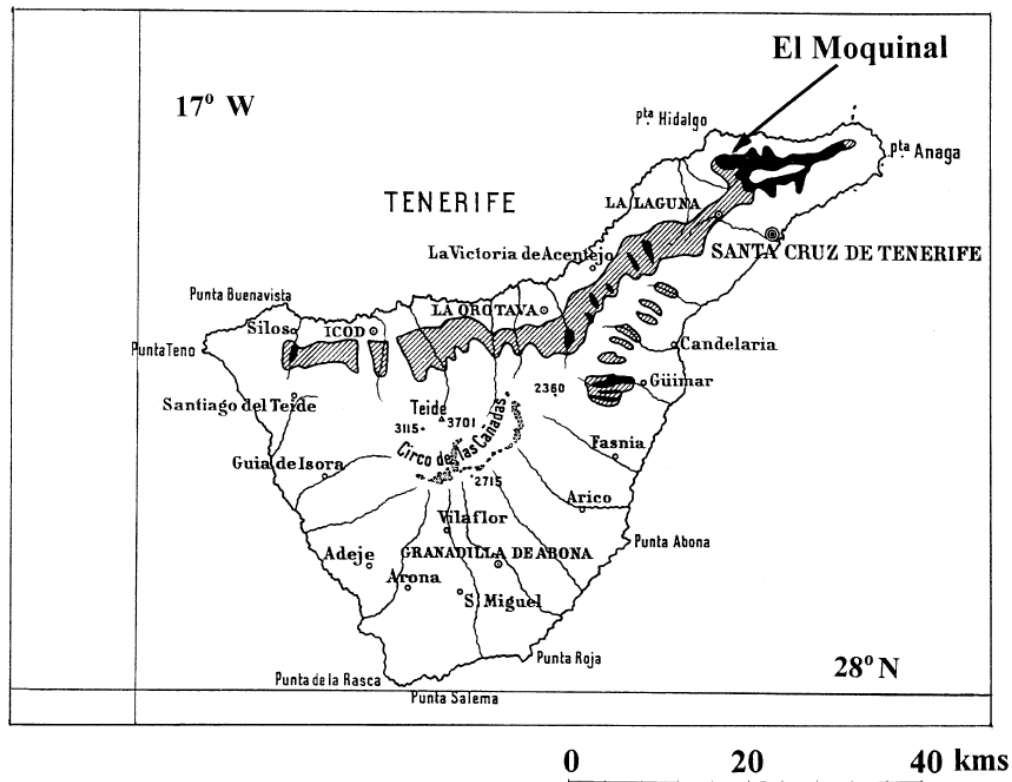 El Moquinal
17º W
Pta. Hidalgo
Pta Anaga
TENERIFE
LA LAGUNA
SANTA CRUZ DE TENERIFE
La Victoria de Acentejo
Punta Buenavista
LA OROTAVA
Silos
ICOD
Candelaria
Punta Teno
Güimar
2360
Santiago del Teide
Teide
3701
3115
Circo de las Cañadas
Fasnia
Guia de Isora
2715
Arico
Vilaflor
Punta Abona
Adeje
GRANADILLA DE ABONA
Arona
S. Miguel
Punta Roja
28º N
Punta de la Rasca
Punta Salema
0 20 40 kms